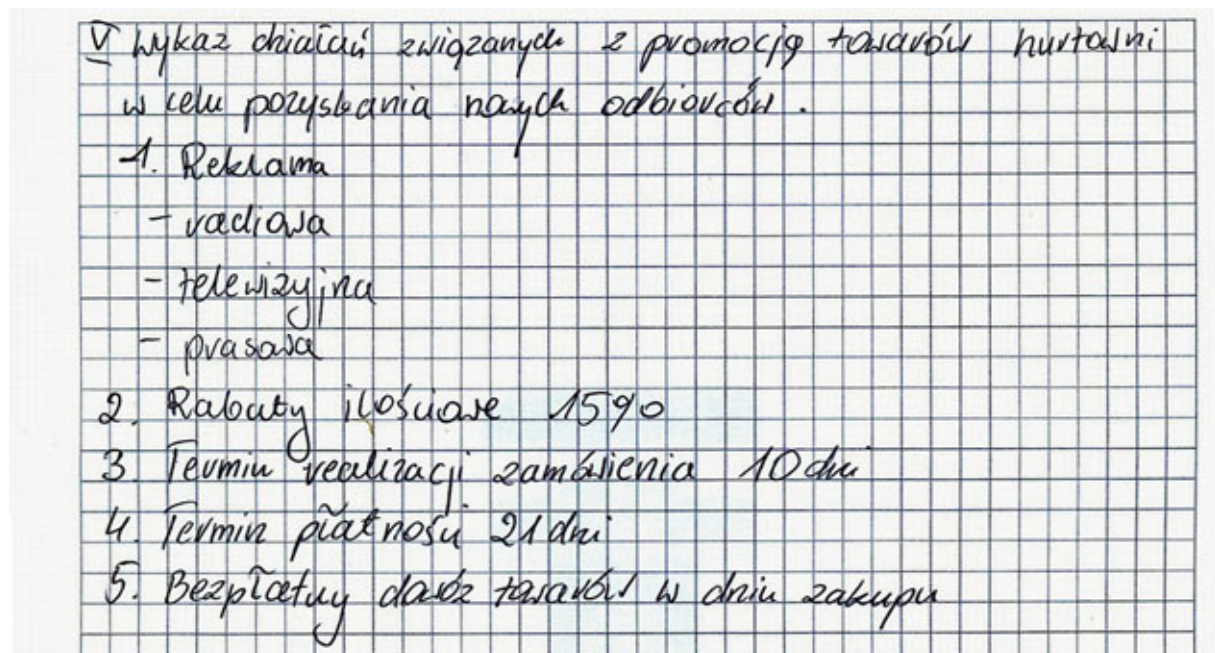 V Wykaz działań związanych z promocją towarów hurtowni
w celu pozyskania nowych odbiorców.
1. Reklama
- radiowa
- telewizyjna
- prasowa
2. Rabaty ilościowe 15%
3. Termin realizacji zamówienia 10 dni
4. Termin płatności 21 dni
5. Bezpłatny dowóz towarów w dniu zakupu